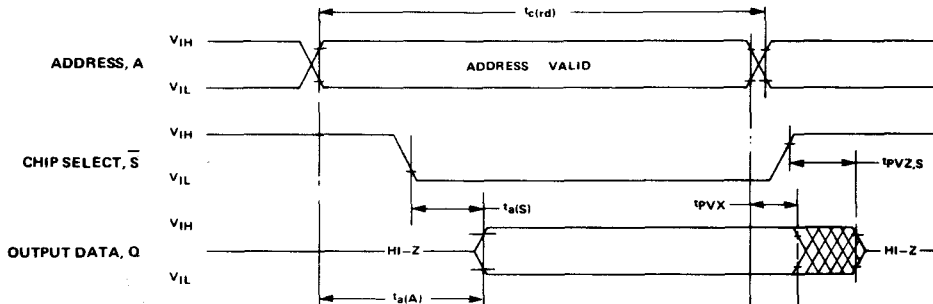 tc(rd)
VIH
ADDRESS, A
ADDRESS VALID
VIL
VIH
CHIP SELECT, S̅
tPVZ,S
VIL
ta(S)
tPVX
VIH
OUTPUT DATA, Q
HI-Z
HI-Z
VIL
ta(A)